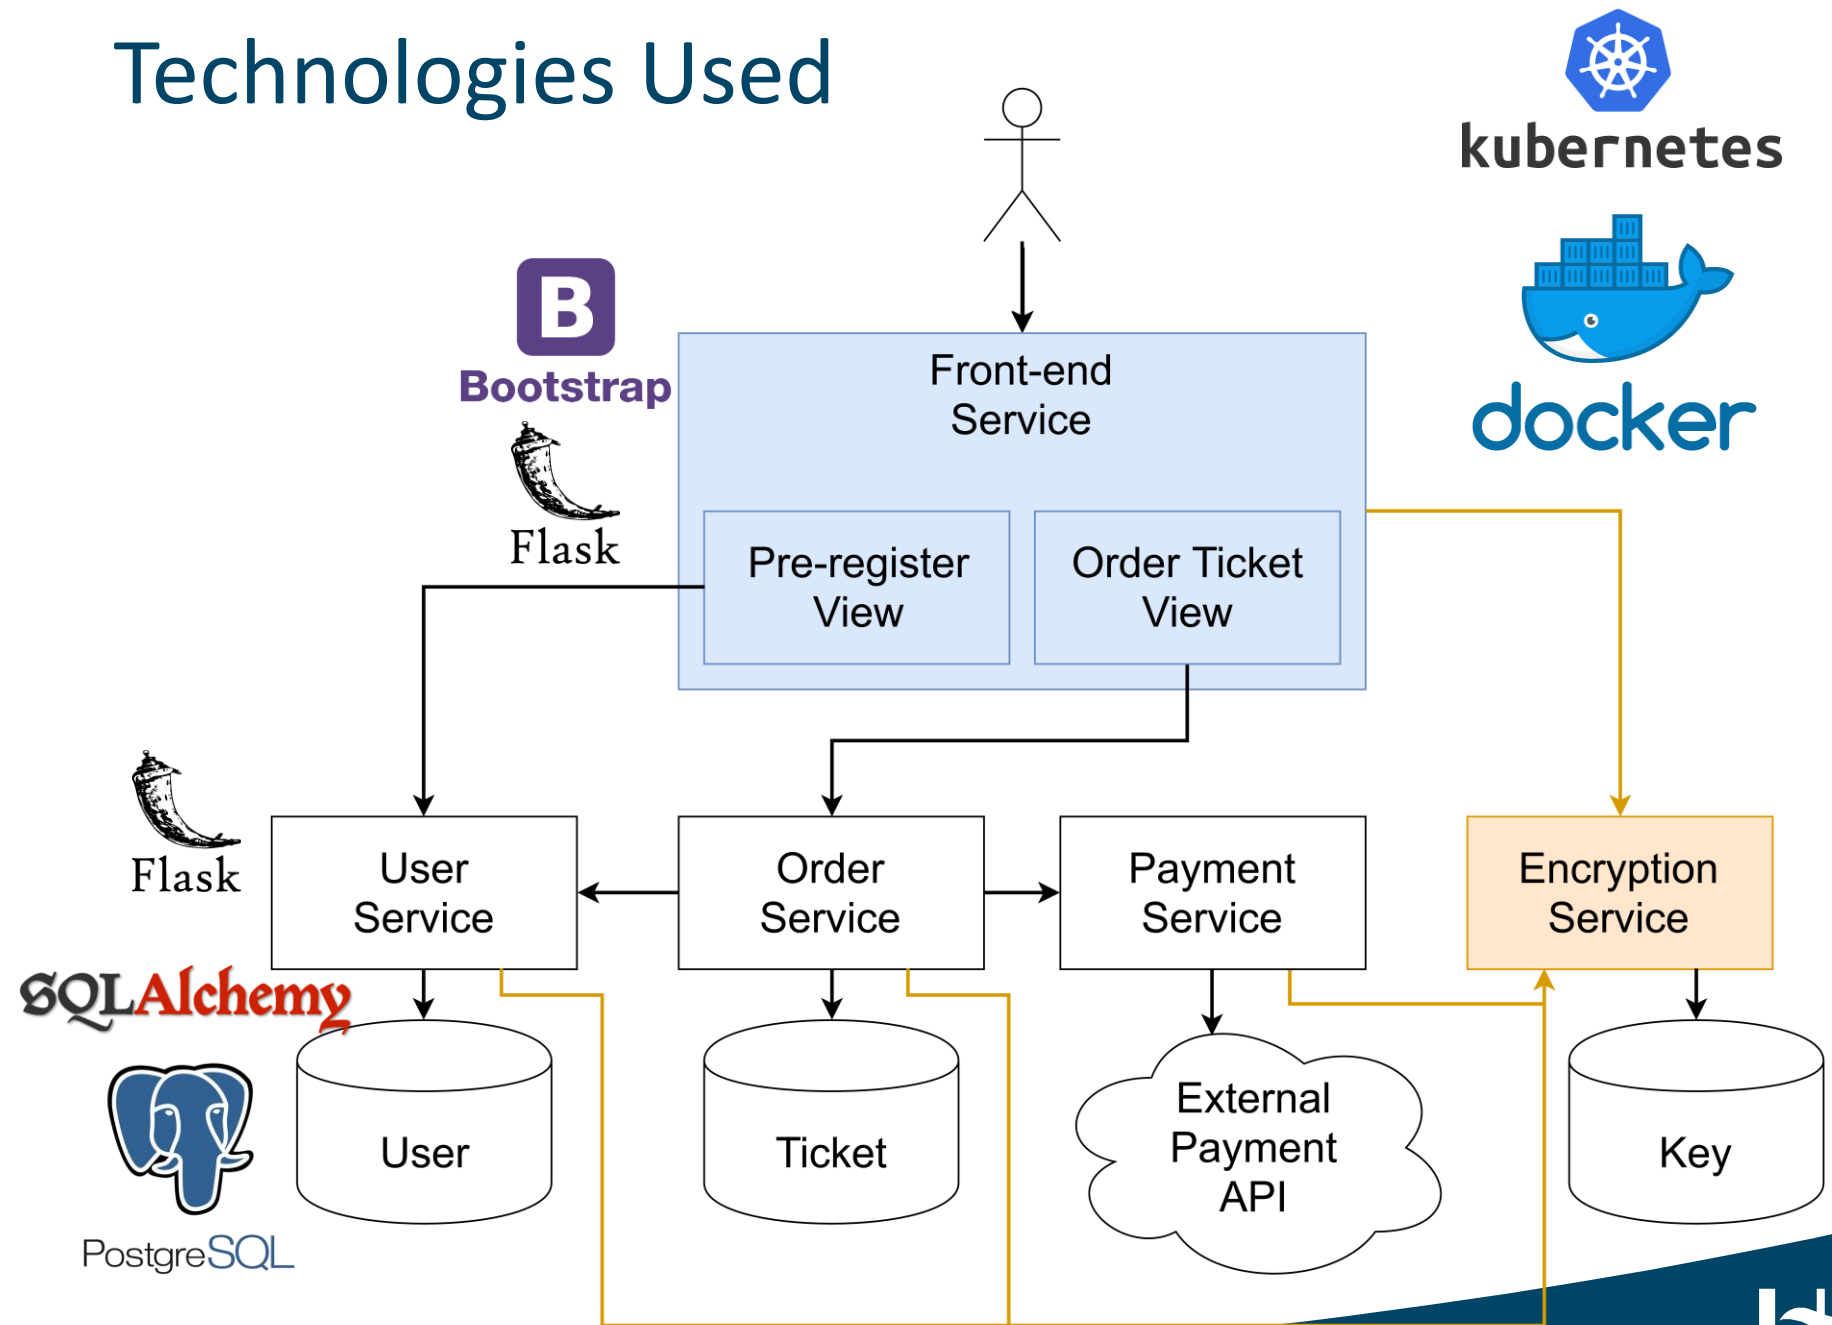 Technologies Used
kubernetes
docker
B
Bootstrap
Flask
Front-end
Service
Pre-register
View
Order Ticket
View
Flask
User
Service
Order
Service
Payment
Service
Encryption
Service
SQLAlchemy
PostgreSQL
User
Ticket
External
Payment
API
Key